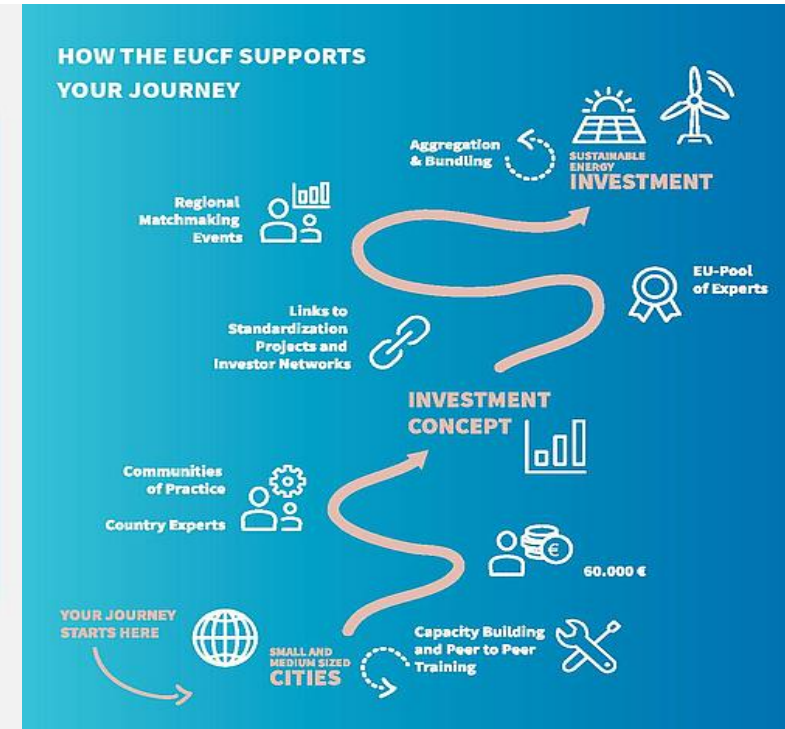 HOW THE EUCF SUPPORTS
YOUR JOURNEY
Aggregation
& Bundling
SUSTAINABLE
ENERGY
INVESTMENT
Regional
Matchmaking
Events
EU-Pool
of Experts
Links to
Standardization
Projects and
Investor Networks
INVESTMENT
CONCEPT
Communities
of Practice
Country Experts
€
60.000 €
YOUR JOURNEY
STARTS HERE
SMALL AND
MEDIUM SIZED
CITIES
Capacity Building
and Peer to Peer
Training